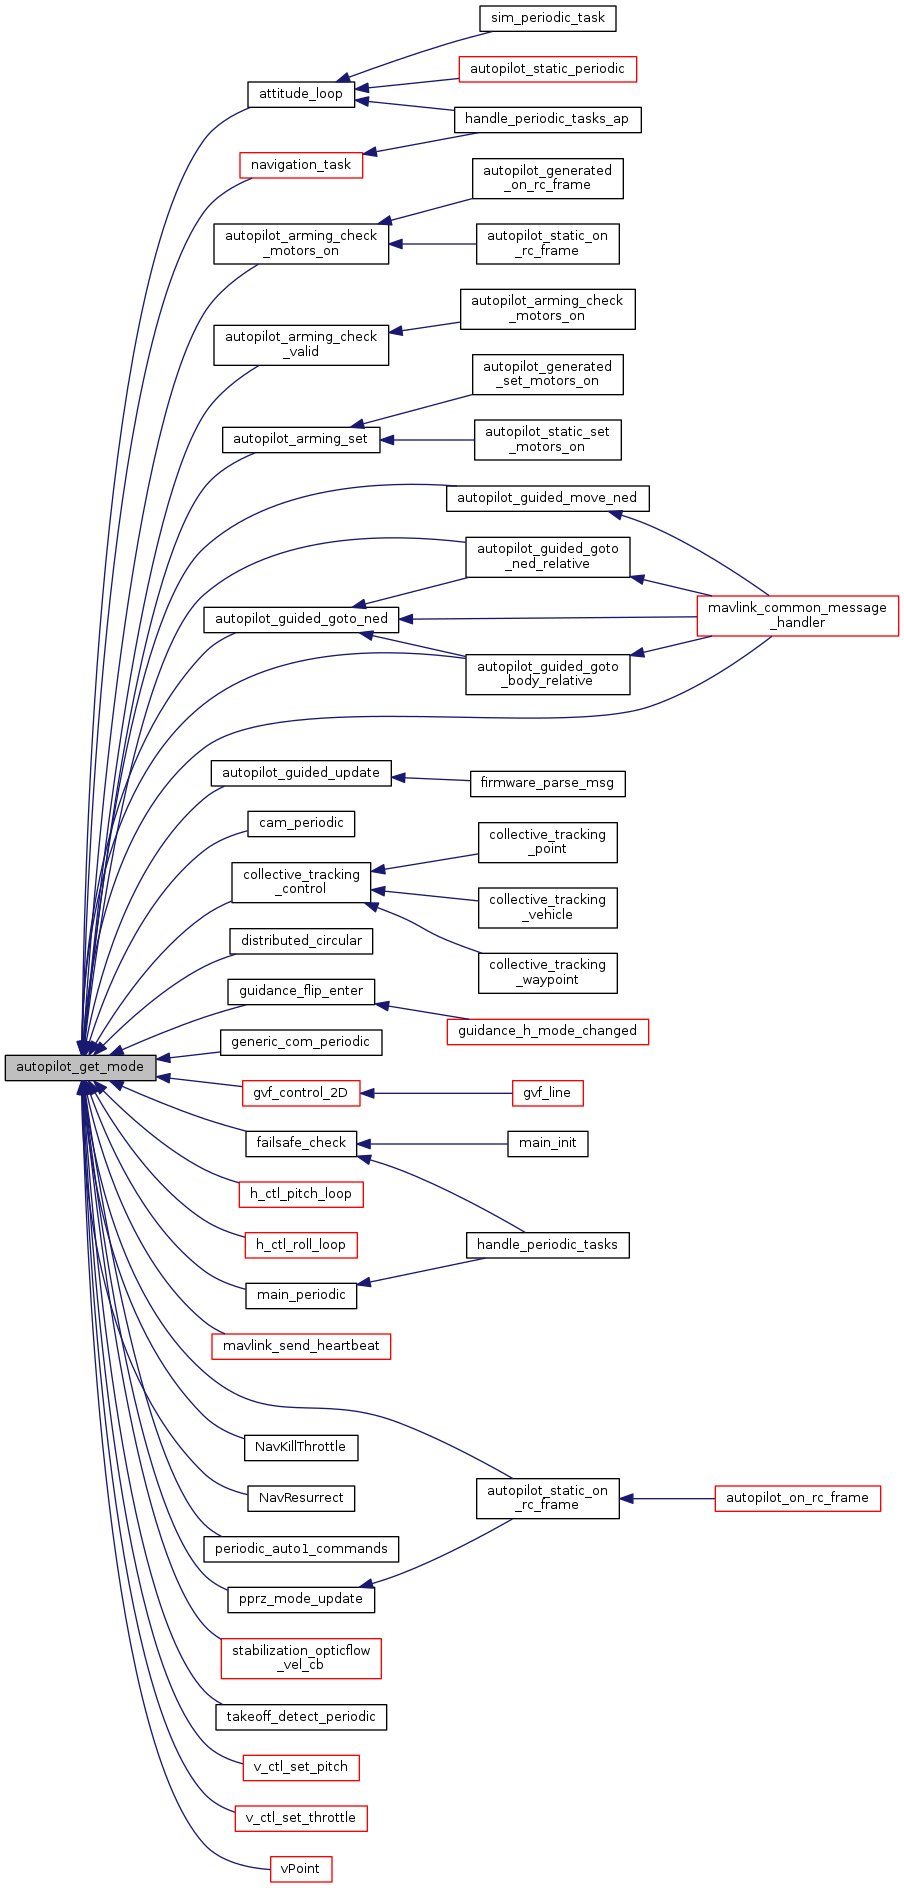 sim_periodic_task
autopilot_static_periodic
attitude_loop
handle_periodic_tasks_ap
navigation_task
autopilot_generated
_on_rc_frame
autopilot_arming_check
_motors_on
autopilot_static_on
_rc_frame
autopilot_arming_check
_motors_on
autopilot_arming_check
_valid
autopilot_generated
_set_motors_on
autopilot_arming_set
autopilot_static_set
_motors_on
autopilot_guided_move_ned
autopilot_guided_goto
_ned_relative
mavlink_common_message
_handler
autopilot_guided_goto_ned
autopilot_guided_goto
_body_relative
autopilot_guided_update
firmware_parse_msg
cam_periodic
collective_tracking
_point
collective_tracking
_control
collective_tracking
_vehicle
distributed_circular
collective_tracking
_waypoint
guidance_flip_enter
guidance_h_mode_changed
generic_com_periodic
autopilot_get_mode
gvf_control_2D
gvf_line
failsafe_check
main_init
h_ctl_pitch_loop
h_ctl_roll_loop
handle_periodic_tasks
main_periodic
mavlink_send_heartbeat
NavKillThrottle
NavResurrect
autopilot_static_on
_rc_frame
autopilot_on_rc_frame
periodic_auto1_commands
pprz_mode_update
stabilization_opticflow
_vel_cb
takeoff_detect_periodic
v_ctl_set_pitch
v_ctl_set_throttle
vPoint